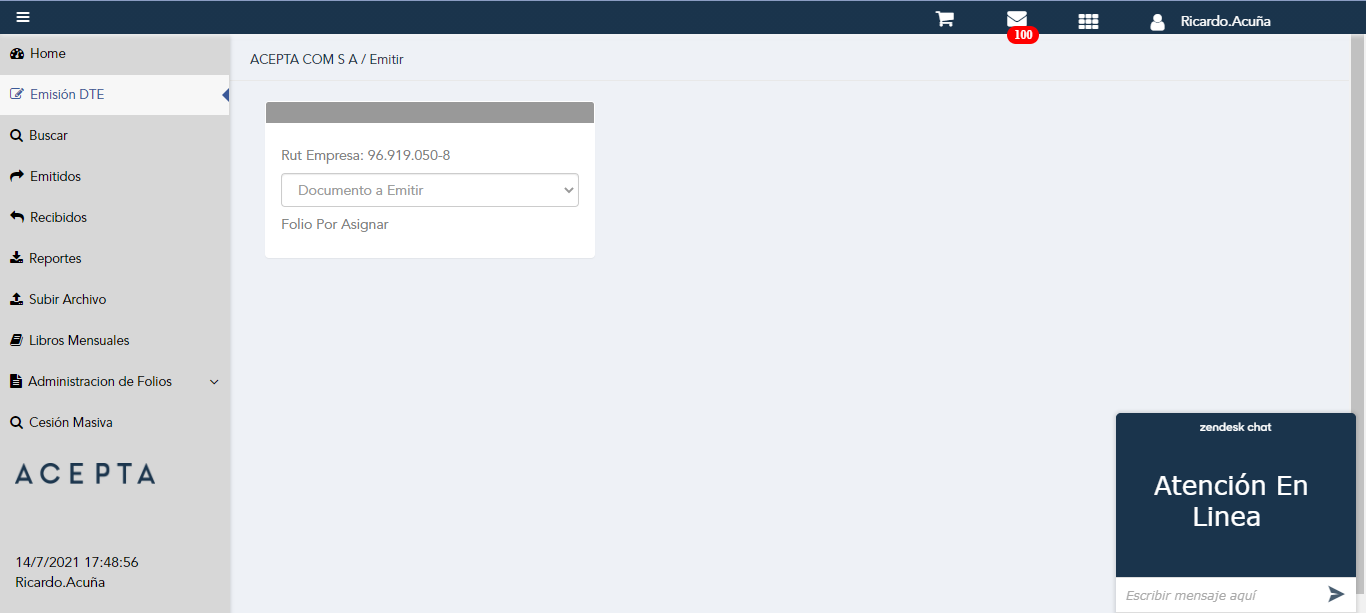 100
Ricardo.Acuña
Home
Emisión DTE
Buscar
Emitidos
Recibidos
Reportes
Subir Archivo
Libros Mensuales
Administracion de Folios
Cesión Masiva
ACEPTA
14/7/2021 17:48:56
Ricardo.Acuña
ACEPTA COM S A / Emitir
Rut Empresa: 96.919.050-8
Documento a Emitir
Folio Por Asignar
zendesk chat
Atención En
Linea
Escribir mensaje aquí